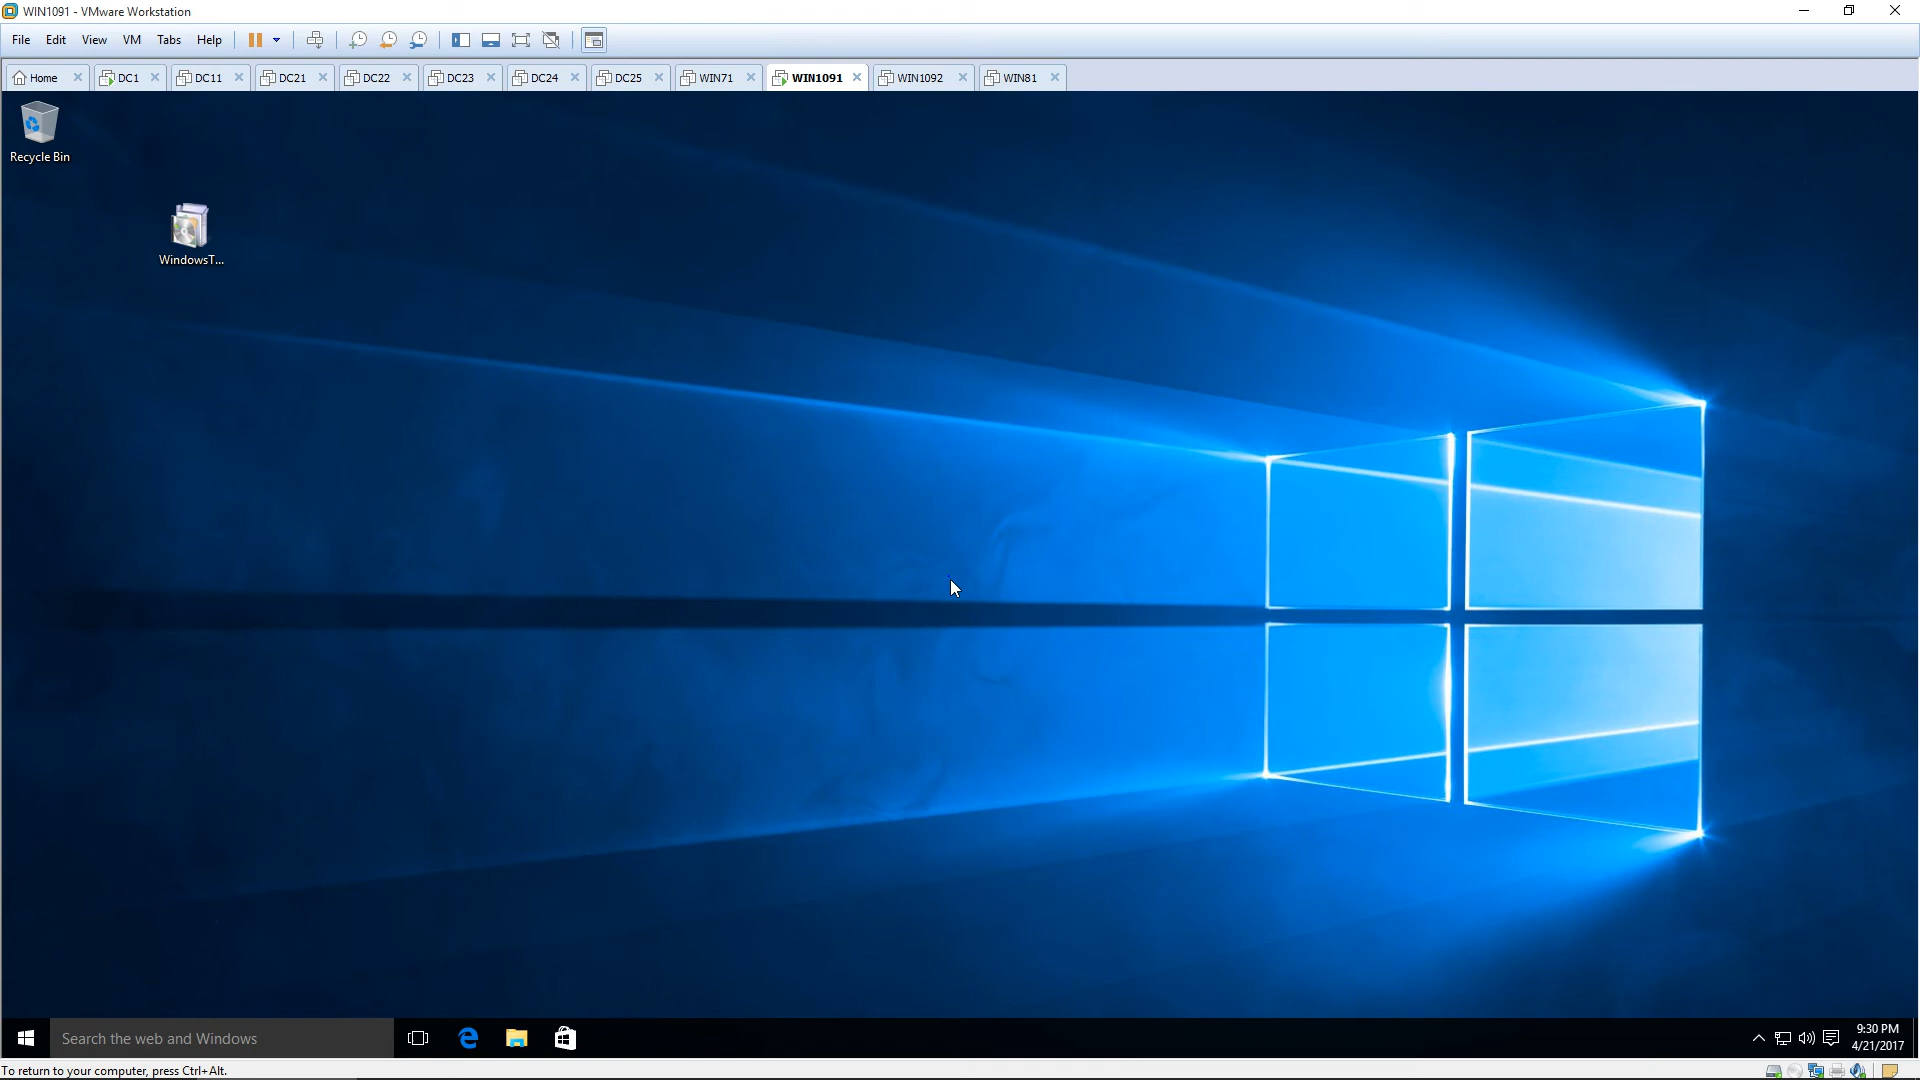 WIN1091 - VMware Workstation
File Edit View VM Tabs Help
Home DC1 DC11 DC21 DC22 DC23 DC24 DC25 WIN71 WIN1091 WIN1092 WIN81
Recycle Bin
WindowsT...
Search the web and Windows
9:30 PM
4/21/2017
To return to your computer, press Ctrl+Alt.